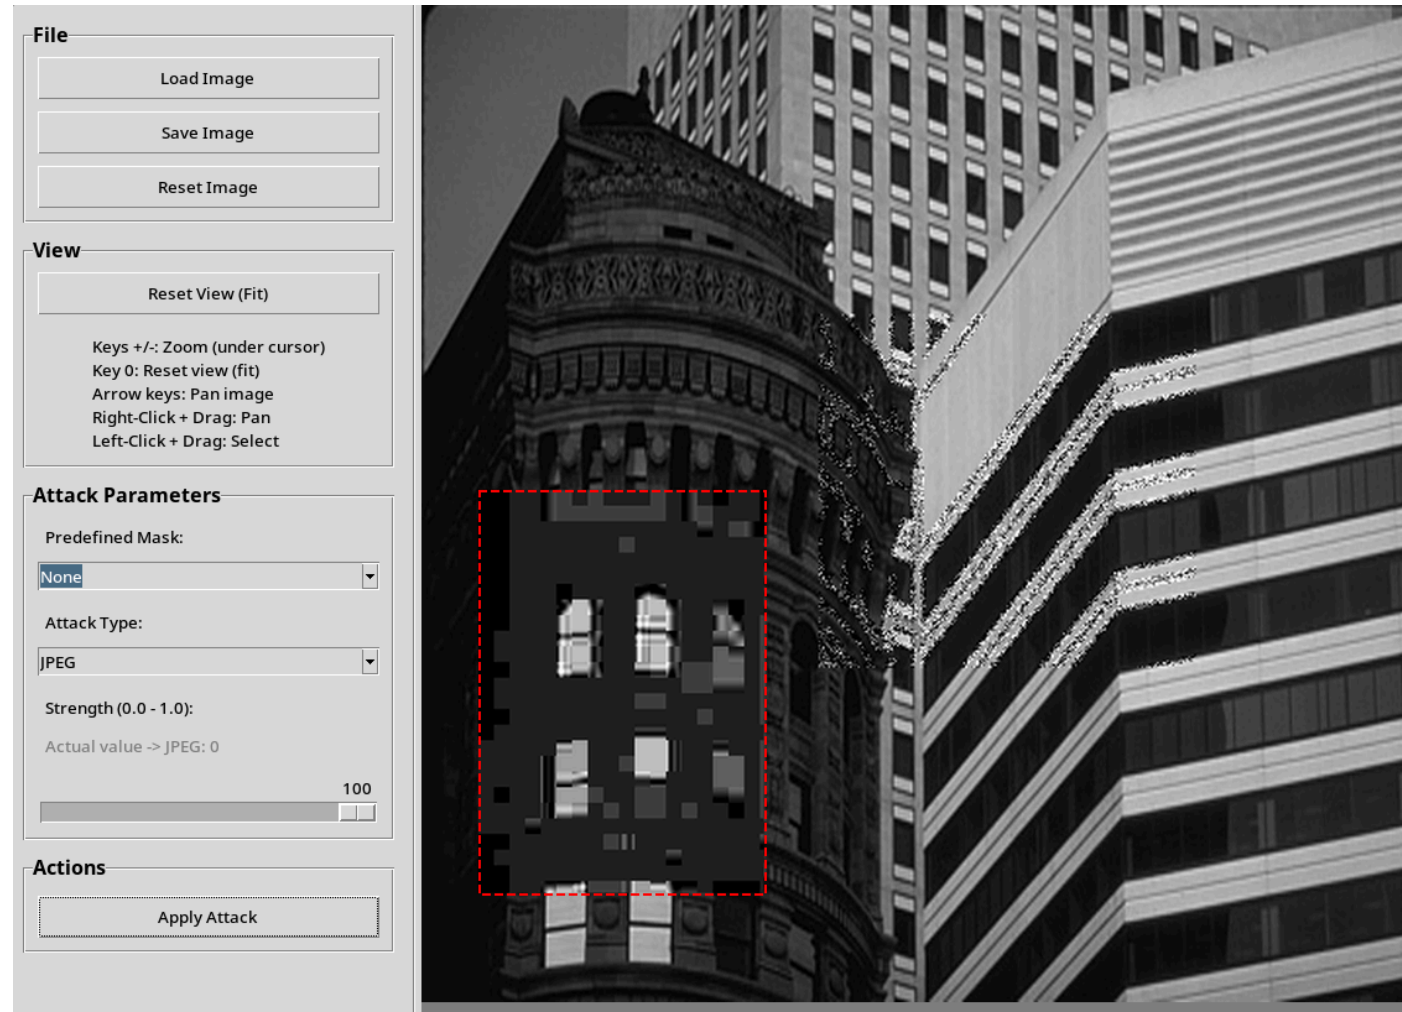 File
Load Image
Save Image
Reset Image
View
Reset View (Fit)
Keys +/-: Zoom (under cursor)
Key 0: Reset view (fit)
Arrow keys: Pan image
Right-Click + Drag: Pan
Left-Click + Drag: Select
Attack Parameters
Predefined Mask:
None
Attack Type:
JPEG
Strength (0.0 - 1.0):
Actual value -> JPEG: 0
100
Actions
Apply Attack